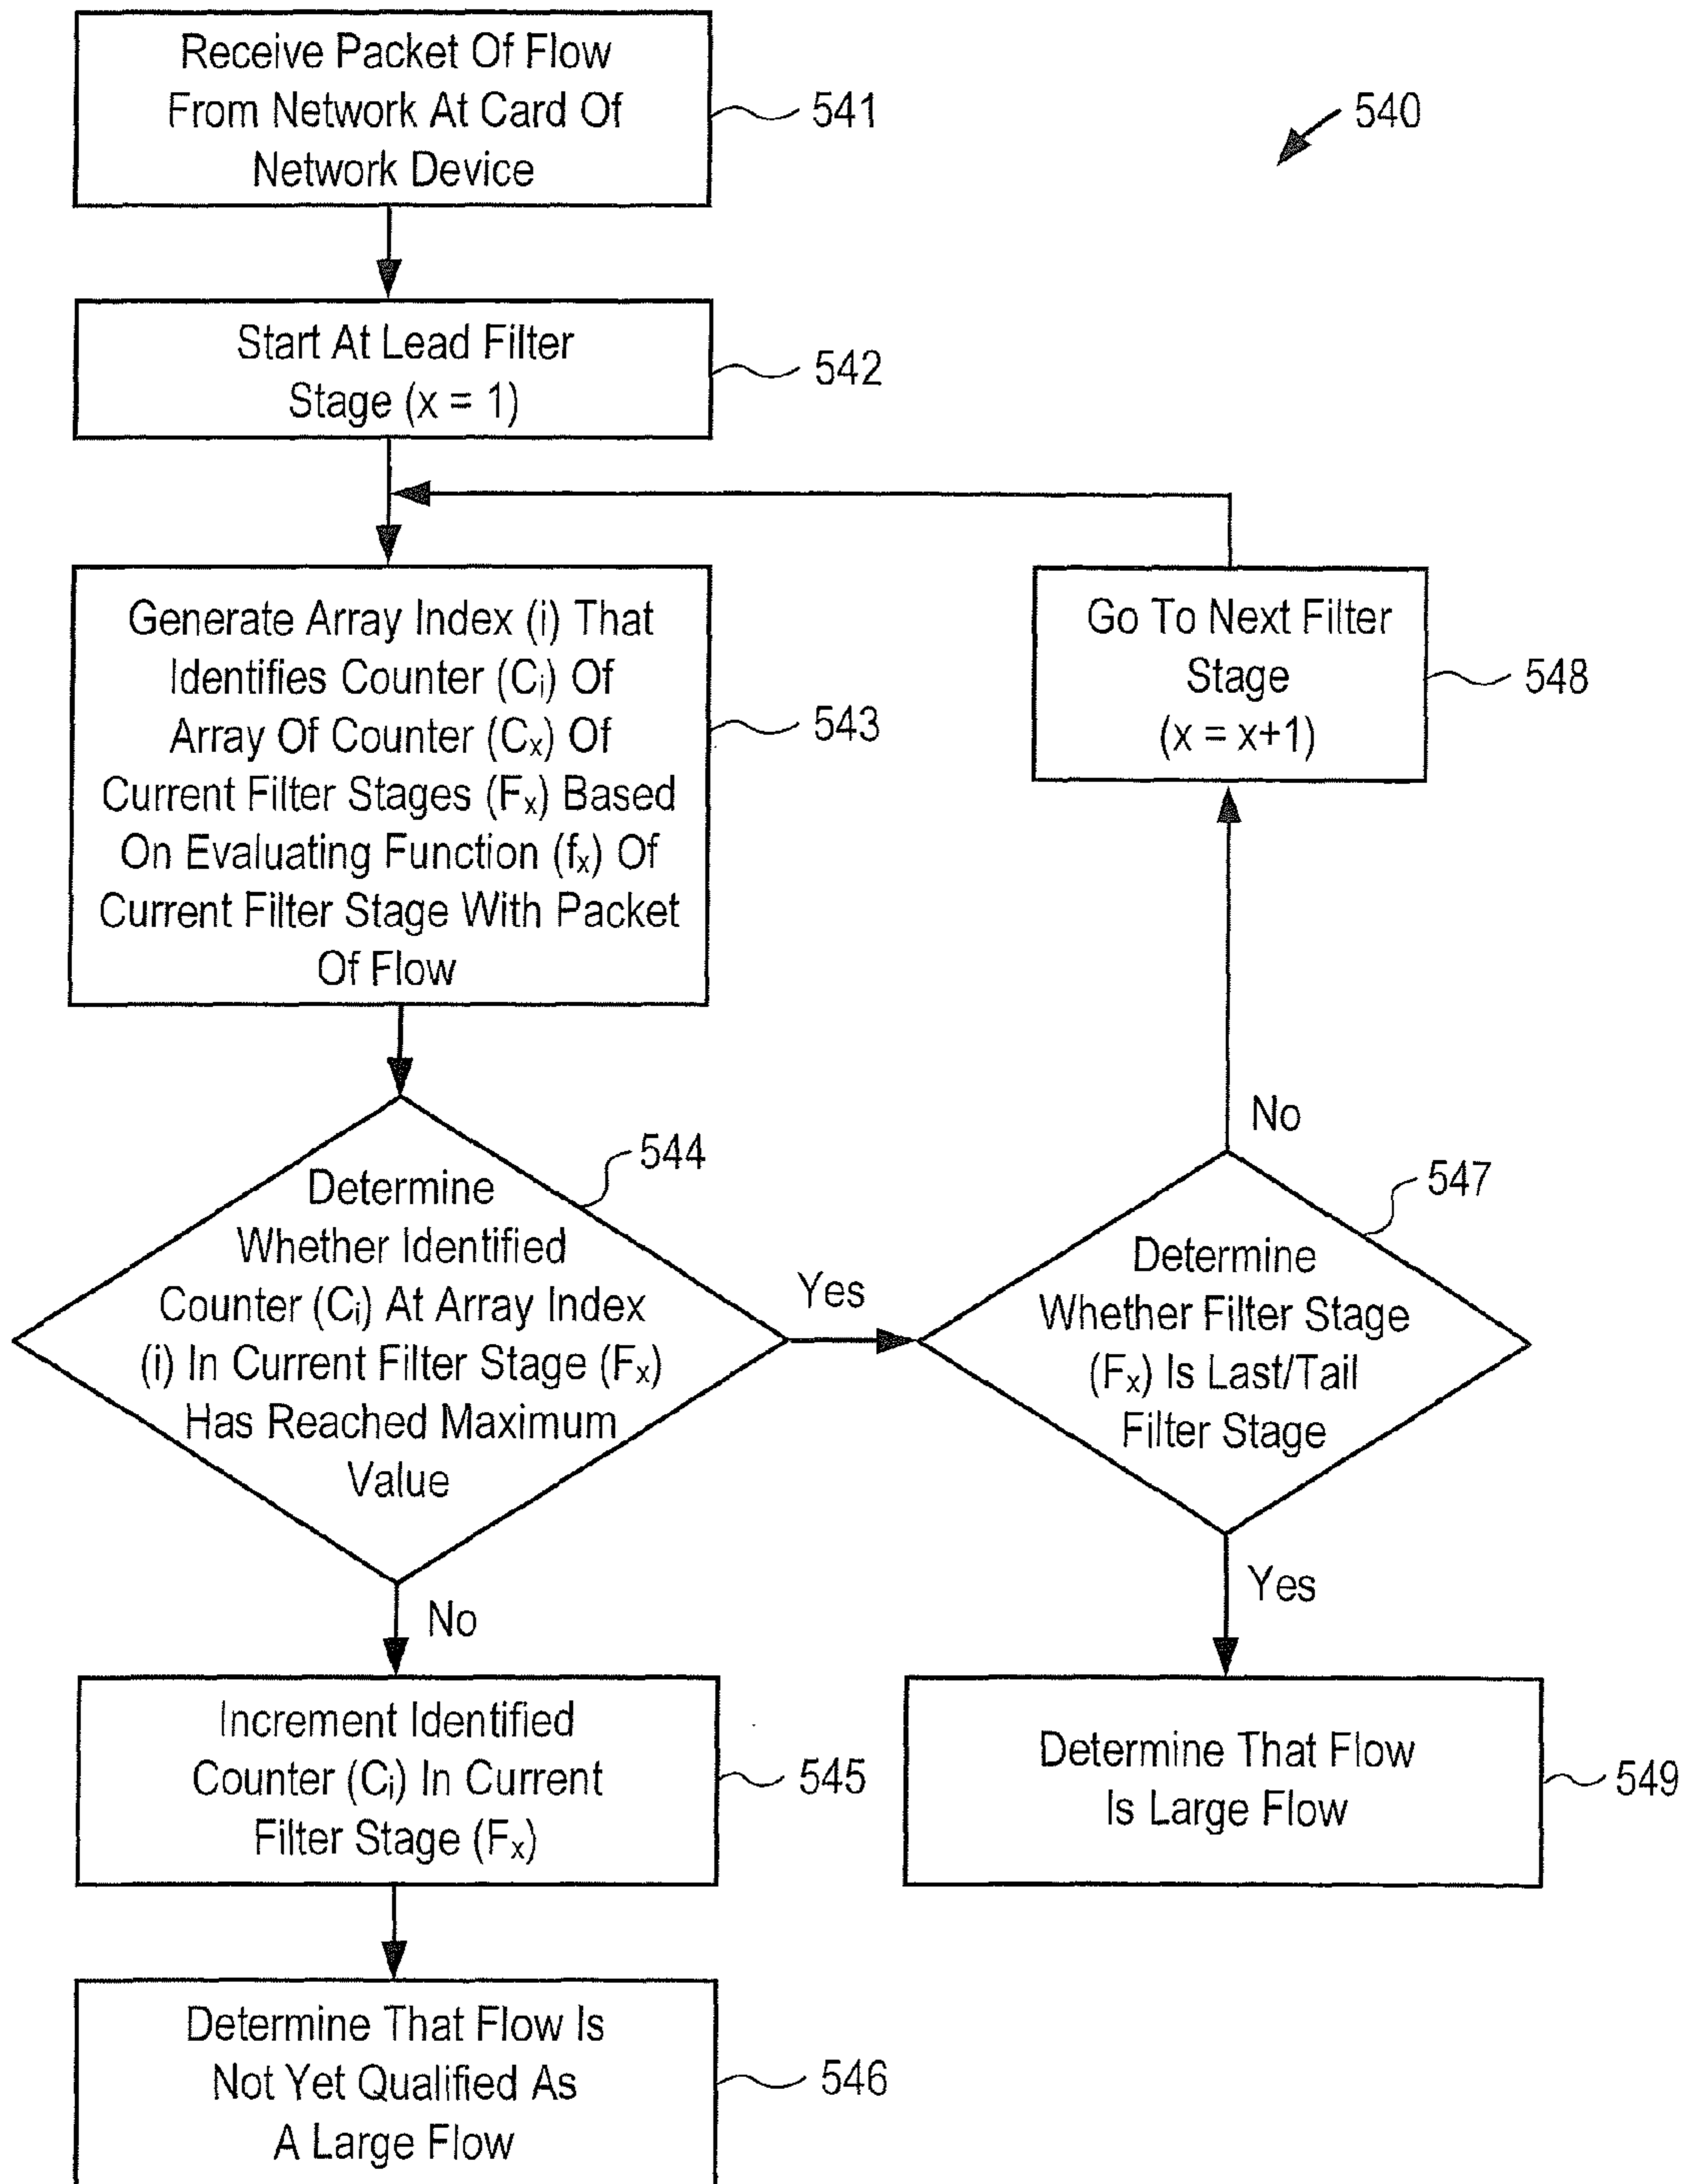 Receive Packet Of Flow
From Network At Card Of
Network Device
541
540
Start At Lead Filter
Stage (x = 1)
542
Generate Array Index (i) That
Identifies Counter (Cᵢ) Of
Array Of Counter (Cₓ) Of
Current Filter Stages (Fₓ) Based
On Evaluating Function (fₓ) Of
Current Filter Stage With Packet
Of Flow
543
Go To Next Filter
Stage
(x = x+1)
548
Determine
Whether Identified
Counter (Cᵢ) At Array Index
(i) In Current Filter Stage (Fₓ)
Has Reached Maximum
Value
544
Yes
No
Determine
Whether Filter Stage
(Fₓ) Is Last/Tail
Filter Stage
547
No
Yes
Increment Identified
Counter (Cᵢ) In Current
Filter Stage (Fₓ)
545
Determine That Flow
Is Large Flow
549
Determine That Flow Is
Not Yet Qualified As
A Large Flow
546